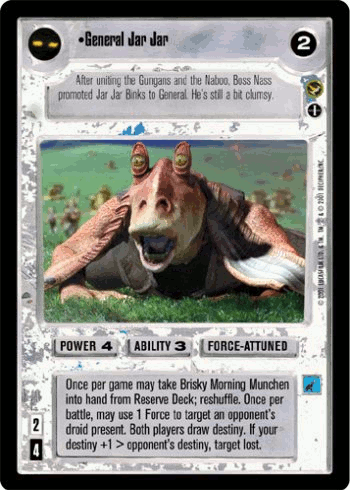 •General Jar Jar
2
After uniting the Gungans and the Naboo, Boss Nass
promoted Jar Jar Binks to General. He's still a bit clumsy.
POWER 4 ABILITY 3 FORCE-ATTUNED
Once per game may take Brisky Morning Munchen
into hand from Reserve Deck; reshuffle. Once per
battle, may use 1 Force to target an opponent's
droid present. Both players draw destiny. If your
destiny +1 > opponent's destiny, target lost.
2
4